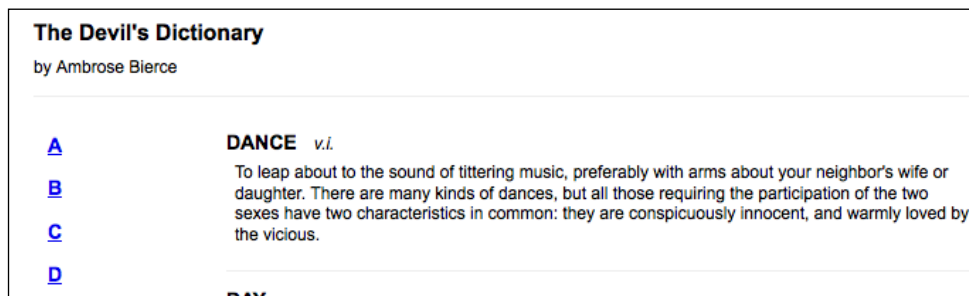 The Devil's Dictionary
by Ambrose Bierce
A
B
C
D
DANCE v.i.
To leap about to the sound of tittering music, preferably with arms about your neighbor's wife or
daughter. There are many kinds of dances, but all those requiring the participation of the two
sexes have two characteristics in common: they are conspicuously innocent, and warmly loved by
the vicious.